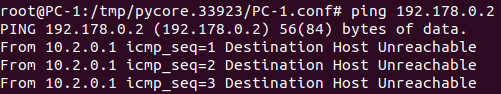 root@PC-1:/tmp/pycore.33923/PC-1.conf# ping 192.178.0.2
PING 192.178.0.2 (192.178.0.2) 56(84) bytes of data.
From 10.2.0.1 icmp_seq=1 Destination Host Unreachable
From 10.2.0.1 icmp_seq=2 Destination Host Unreachable
From 10.2.0.1 icmp_seq=3 Destination Host Unreachable